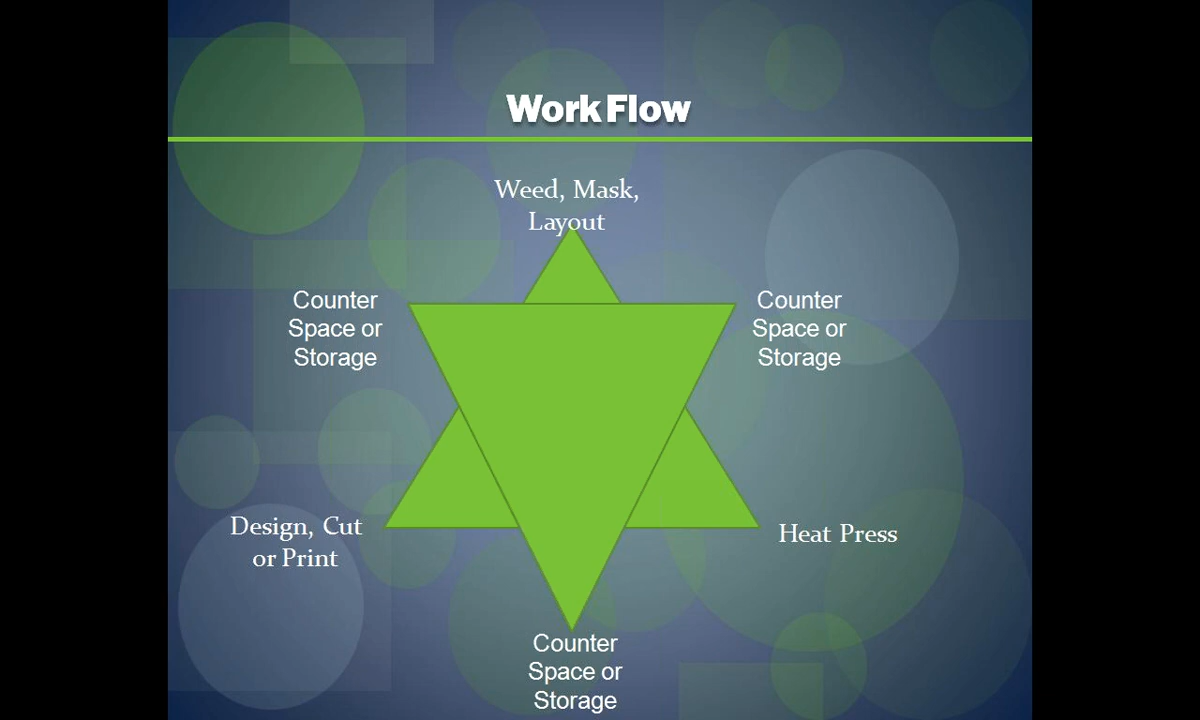 Work Flow
Weed, Mask,
Layout
Counter
Space or
Storage
Counter
Space or
Storage
Design, Cut
or Print
Heat Press
Counter
Space or
Storage